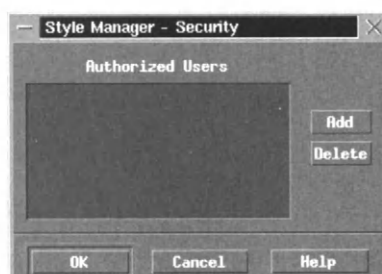 Style Manager - Security
Authorized Users
Add
Delete
OK
Cancel
Help